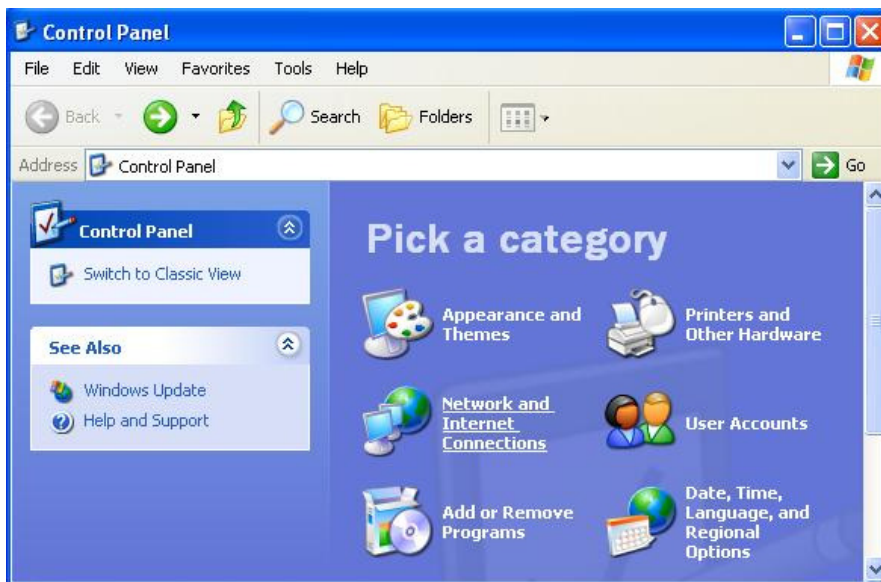 Control Panel
File Edit View Favorites Tools Help
Back Search Folders
Address Control Panel Go
Control Panel
Switch to Classic View
See Also
Windows Update
Help and Support
Pick a category
Appearance and
Themes
Printers and
Other Hardware
Network and
Internet
Connections
User Accounts
Add or Remove
Programs
Date, Time,
Language, and
Regional
Options